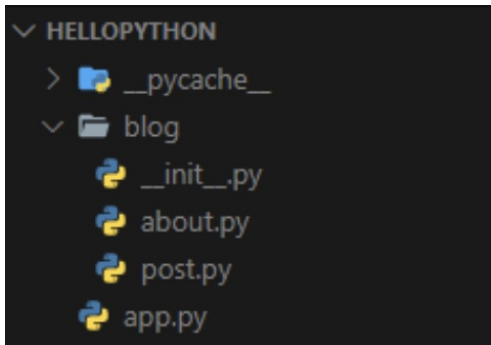 HELLOPYTHON
__pycache__
blog
__init__.py
about.py
post.py
app.py